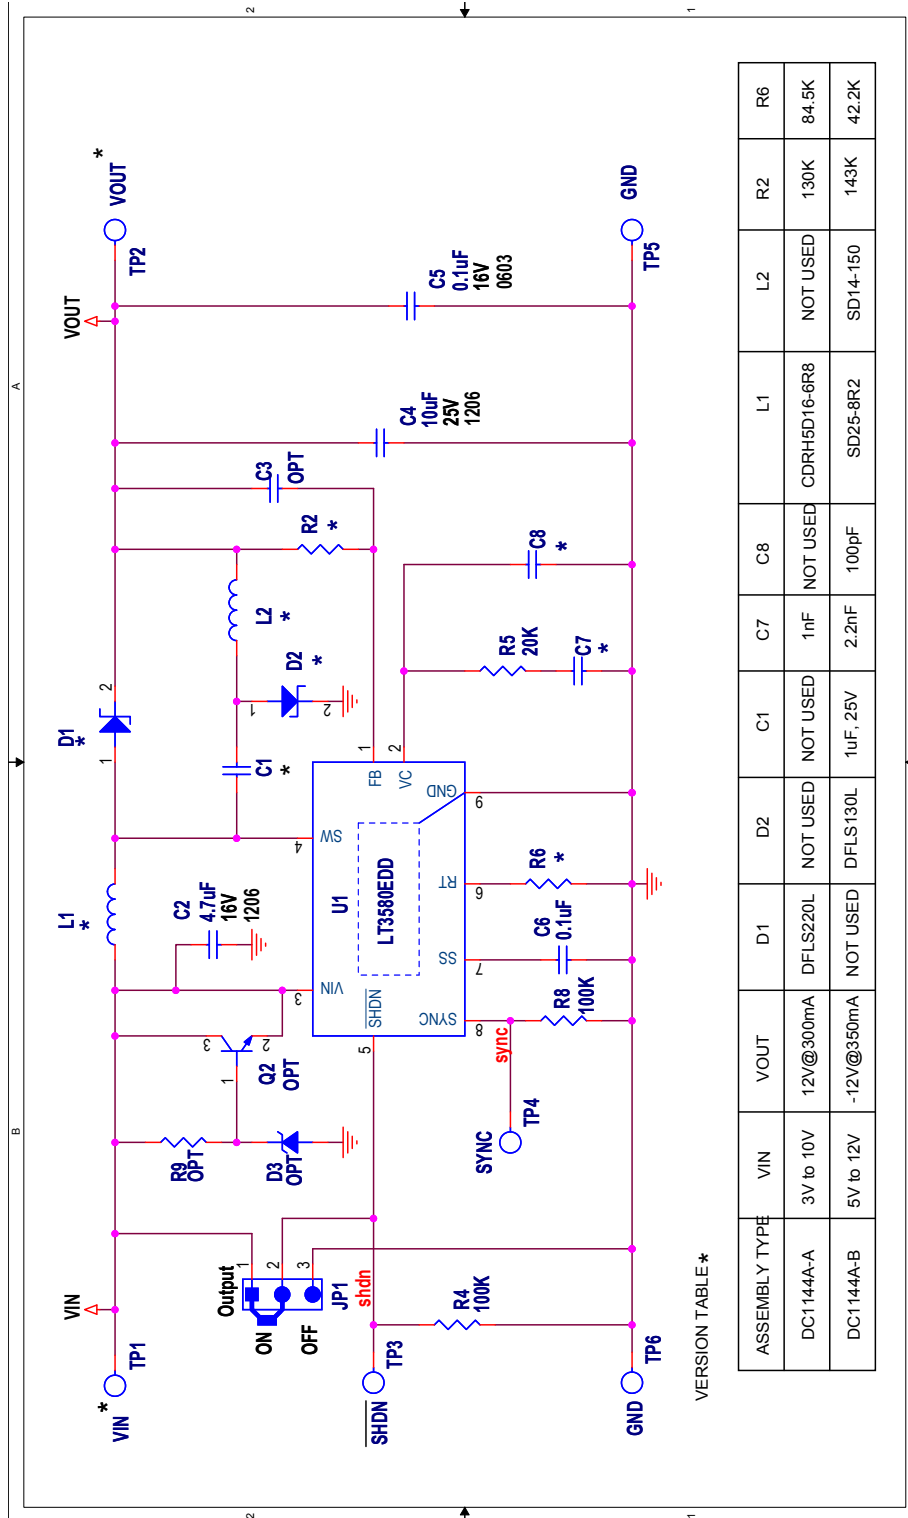 2
1
B
A
2
1
VIN
*
VIN
TP1
Output
ON
OFF
1
2
3
JP1
SHDN
TP3
shdn
R4
100K
GND
TP6
R9
OPT
D3
OPT
Q2
OPT
1
2
3
SYNC
TP4
sync
R8
100K
C6
0.1uF
R6
*
C2
4.7uF
16V
1206
L1
*
U1
LT3580EDD
VIN
3
SW
4
SHDN
5
SYNC
8
SS
7
RT
6
GND
9
FB
1
VC
2
D1
*
1
2
C1
*
D2
*
1
2
L2
*
R2
*
C3
OPT
R5
20K
C7
*
C8
*
C4
10uF
25V
1206
C5
0.1uF
16V
0603
VOUT
VOUT
*
TP2
GND
TP5
VERSION TABLE *
ASSEMBLY TYPE VIN VOUT D1 D2 C1 C7 C8 L1 L2 R2 R6
DC1144A-A 3V to 10V 12V@300mA DFLS220L NOT USED NOT USED 1nF NOT USED CDRH5D16-6R8 NOT USED 130K 84.5K
DC1144A-B 5V to 12V -12V@350mA NOT USED DFLS130L 1uF, 25V 2.2nF 100pF SD25-8R2 SD14-150 143K 42.2K